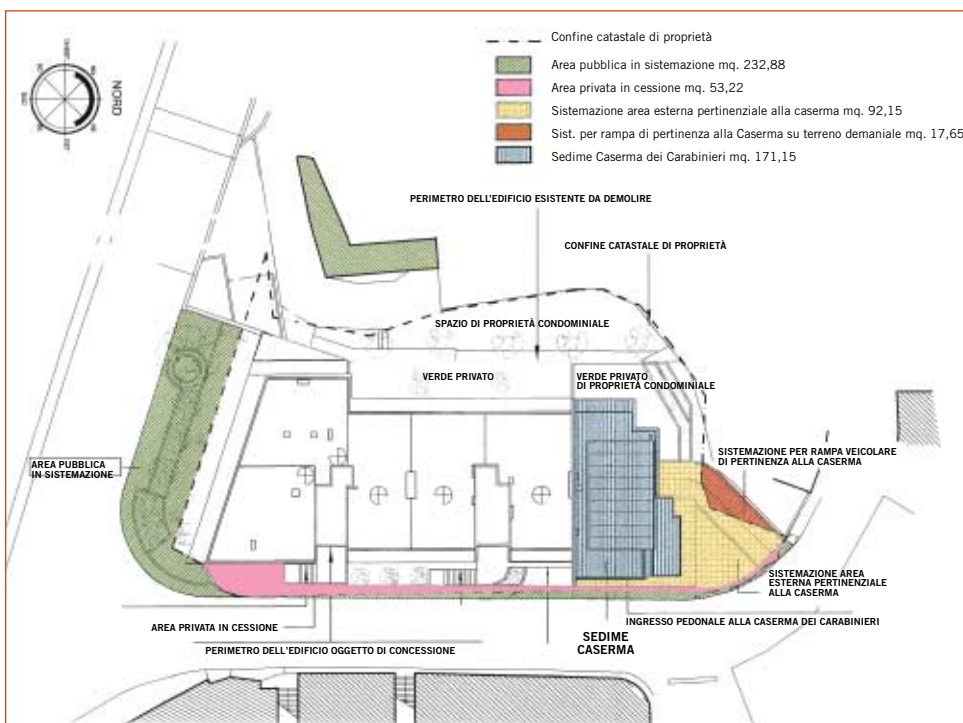 Confine catastale di proprietà
Area pubblica in sistemazione mq. 232,88
Area privata in cessione mq. 53,22
Sistemazione area esterna pertinenziale alla caserma mq. 92,15
Sist. per rampa di pertinenza alla Caserma su terreno demaniale mq. 17,65
Sedime Caserma dei Carabinieri mq. 171,15
NORD
PERIMETRO DELL'EDIFICIO ESISTENTE DA DEMOLIRE
CONFINE CATASTALE DI PROPRIETÀ
SPAZIO DI PROPRIETÀ CONDOMINIALE
VERDE PRIVATO
VERDE PRIVATO
DI PROPRIETÀ CONDOMINIALE
AREA PUBBLICA
IN SISTEMAZIONE
SISTEMAZIONE PER RAMPA VEICOLARE
DI PERTINENZA ALLA CASERMA
SISTEMAZIONE AREA
ESTERNA PERTINENZIALE
ALLA CASERMA
AREA PRIVATA IN CESSIONE
INGRESSO PEDONALE ALLA CASERMA DEI CARABINIERI
SEDIME
CASERMA
PERIMETRO DELL'EDIFICIO OGGETTO DI CONCESSIONE